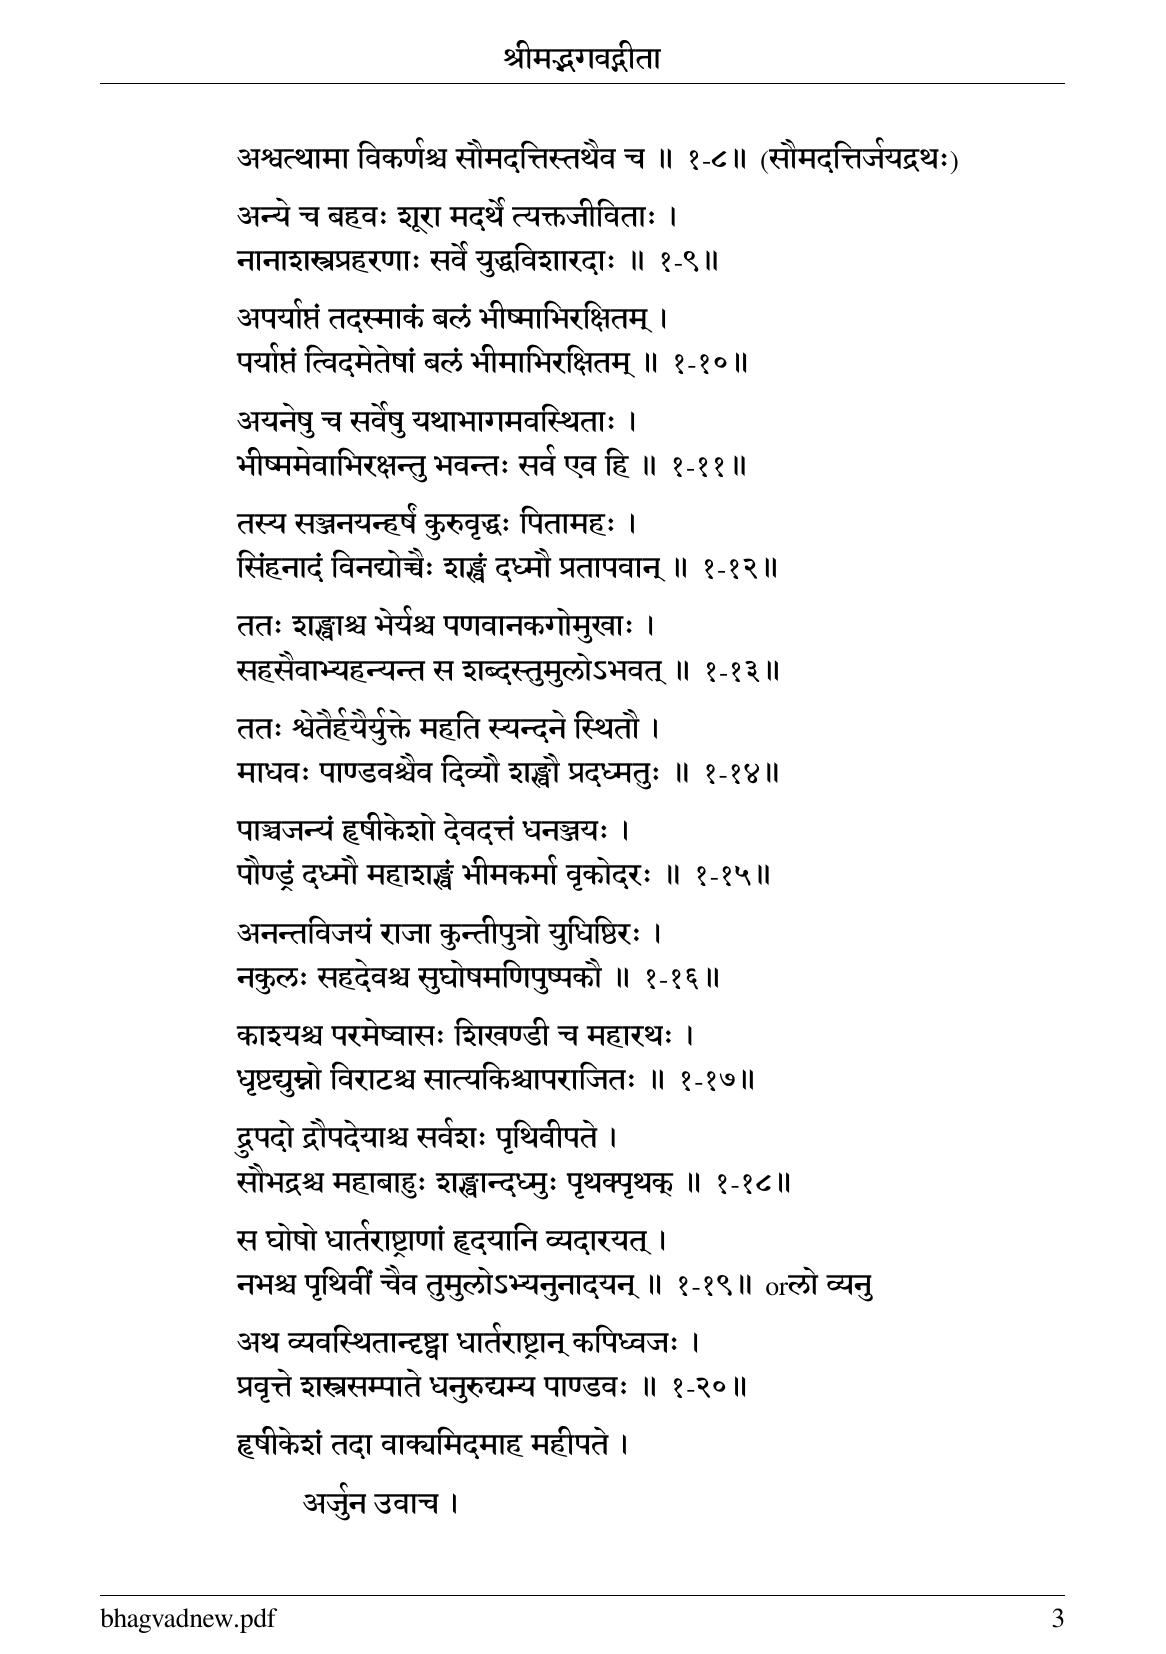 श्रीमद्भगवद्गीता
अश्वत्थामा विकर्णश्च सौमदत्तिस्तथैव च ॥ १-८॥ (सौमदत्तिर्जयद्रथः)
अन्ये च बहवः शूरा मदर्थे त्यक्तजीविताः ।
नानाशस्त्रप्रहरणाः सर्वे युद्धविशारदाः ॥ १-९॥
अपर्याप्तं तदस्माकं बलं भीष्माभिरक्षितम् ।
पर्याप्तं त्विदमेतेषां बलं भीमाभिरक्षितम् ॥ १-१०॥
अयनेषु च सर्वेषु यथाभागमवस्थिताः ।
भीष्ममेवाभिरक्षन्तु भवन्तः सर्व एव हि ॥ १-११॥
तस्य सञ्जनयन्हर्षं कुरुवृद्धः पितामहः ।
सिंहनादं विनद्योच्चैः शङ्खं दध्मौ प्रतापवान् ॥ १-१२॥
ततः शङ्खाश्च भेर्यश्च पणवानकगोमुखाः ।
सहसैवाभ्यहन्यन्त स शब्दस्तुमुलोऽभवत् ॥ १-१३॥
ततः श्वेतैर्हयैर्युक्ते महति स्यन्दने स्थितौ ।
माधवः पाण्डवश्चैव दिव्यौ शङ्खौ प्रदध्मतुः ॥ १-१४॥
पाञ्चजन्यं हृषीकेशो देवदत्तं धनञ्जयः ।
पौण्ड्रं दध्मौ महाशङ्खं भीमकर्मा वृकोदरः ॥ १-१५॥
अनन्तविजयं राजा कुन्तीपुत्रो युधिष्ठिरः ।
नकुलः सहदेवश्च सुघोषमणिपुष्पकौ ॥ १-१६॥
काश्यश्च परमेष्वासः शिखण्डी च महारथः ।
धृष्टद्युम्नो विराटश्च सात्यकिश्चापराजितः ॥ १-१७॥
द्रुपदो द्रौपदेयाश्च सर्वशः पृथिवीपते ।
सौभद्रश्च महाबाहुः शङ्खान्दध्मुः पृथक्पृथक् ॥ १-१८॥
स घोषो धार्तराष्ट्राणां हृदयानि व्यदारयत् ।
नभश्च पृथिवीं चैव तुमुलोऽभ्यनुनादयन् ॥ १-१९॥ orलो व्यनु
अथ व्यवस्थितान्दृष्ट्वा धार्तराष्ट्रान् कपिध्वजः ।
प्रवृत्ते शस्त्रसम्पाते धनुरुद्यम्य पाण्डवः ॥ १-२०॥
हृषीकेशं तदा वाक्यमिदमाह महीपते ।
अर्जुन उवाच ।
bhagvadnew.pdf 3